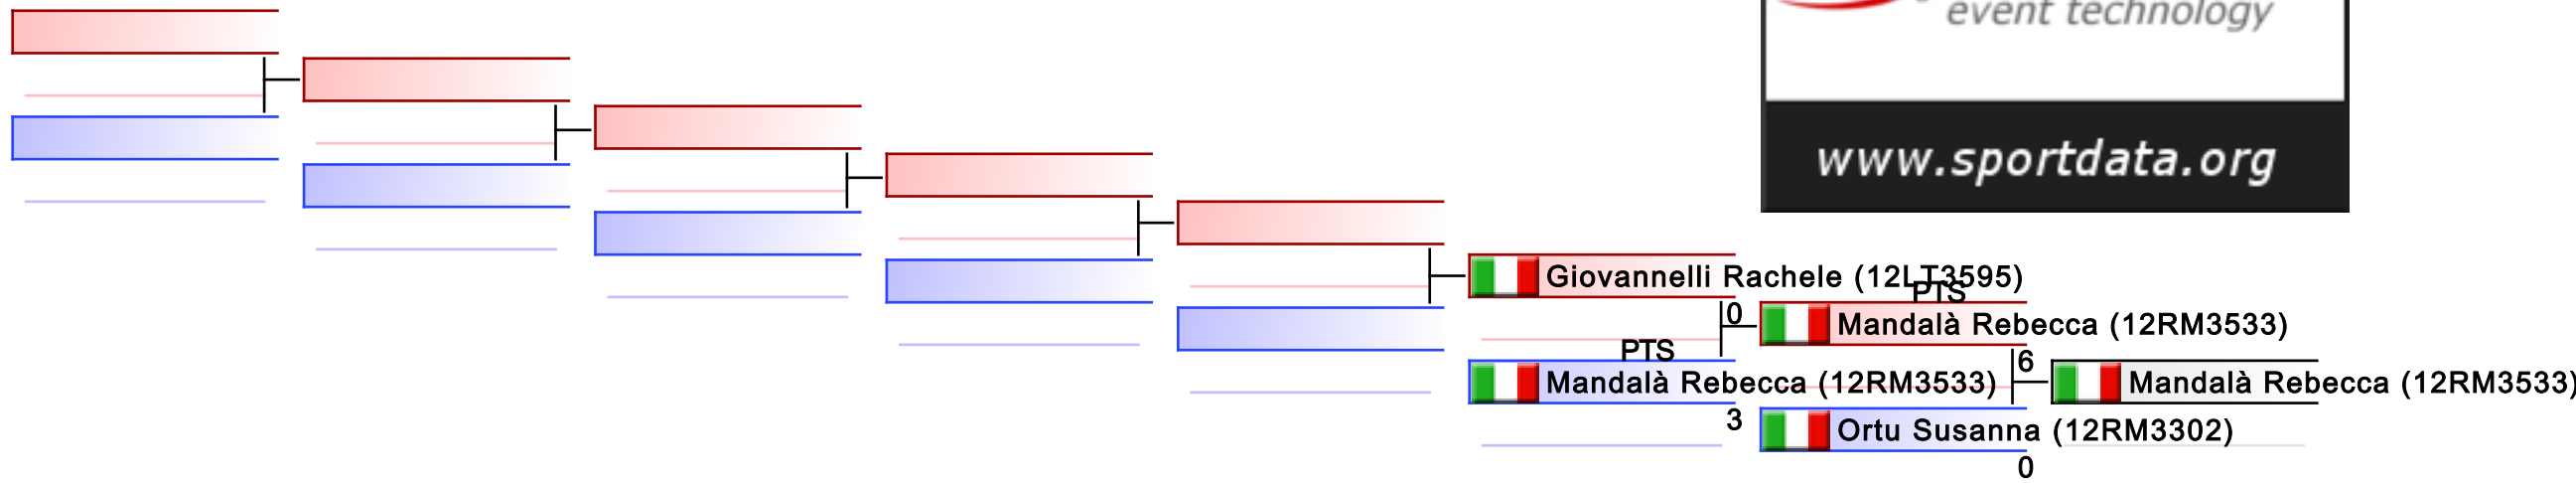 event technology
www.sportdata.org
Giovannelli Rachele (12LT3595)
PTS
0
Mandalà Rebecca (12RM3533)
PTS
6
Mandalà Rebecca (12RM3533)
Mandalà Rebecca (12RM3533)
3
Ortu Susanna (12RM3302)
0